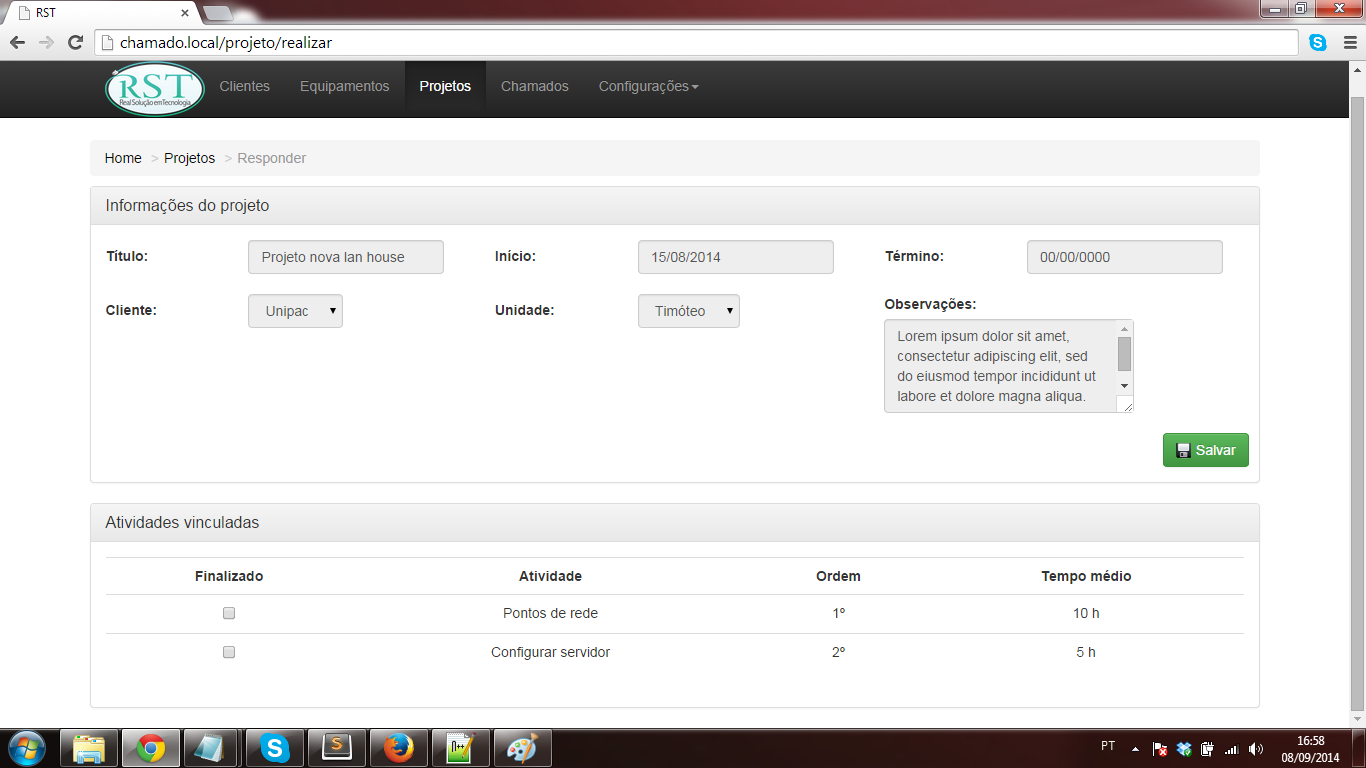 RST
chamado.local/projeto/realizar
RST
Real Solução em Tecnologia
Clientes Equipamentos Projetos Chamados Configurações
Home > Projetos > Responder
Informações do projeto
Título: Projeto nova lan house Início: 15/08/2014 Término: 00/00/0000
Cliente: Unipac Unidade: Timóteo Observações:
Lorem ipsum dolor sit amet,
consectetur adipiscing elit, sed
do eiusmod tempor incididunt ut
labore et dolore magna aliqua.
Salvar
Atividades vinculadas
Finalizado Atividade Ordem Tempo médio
Pontos de rede 1º 10 h
Configurar servidor 2º 5 h
PT
16:58
08/09/2014